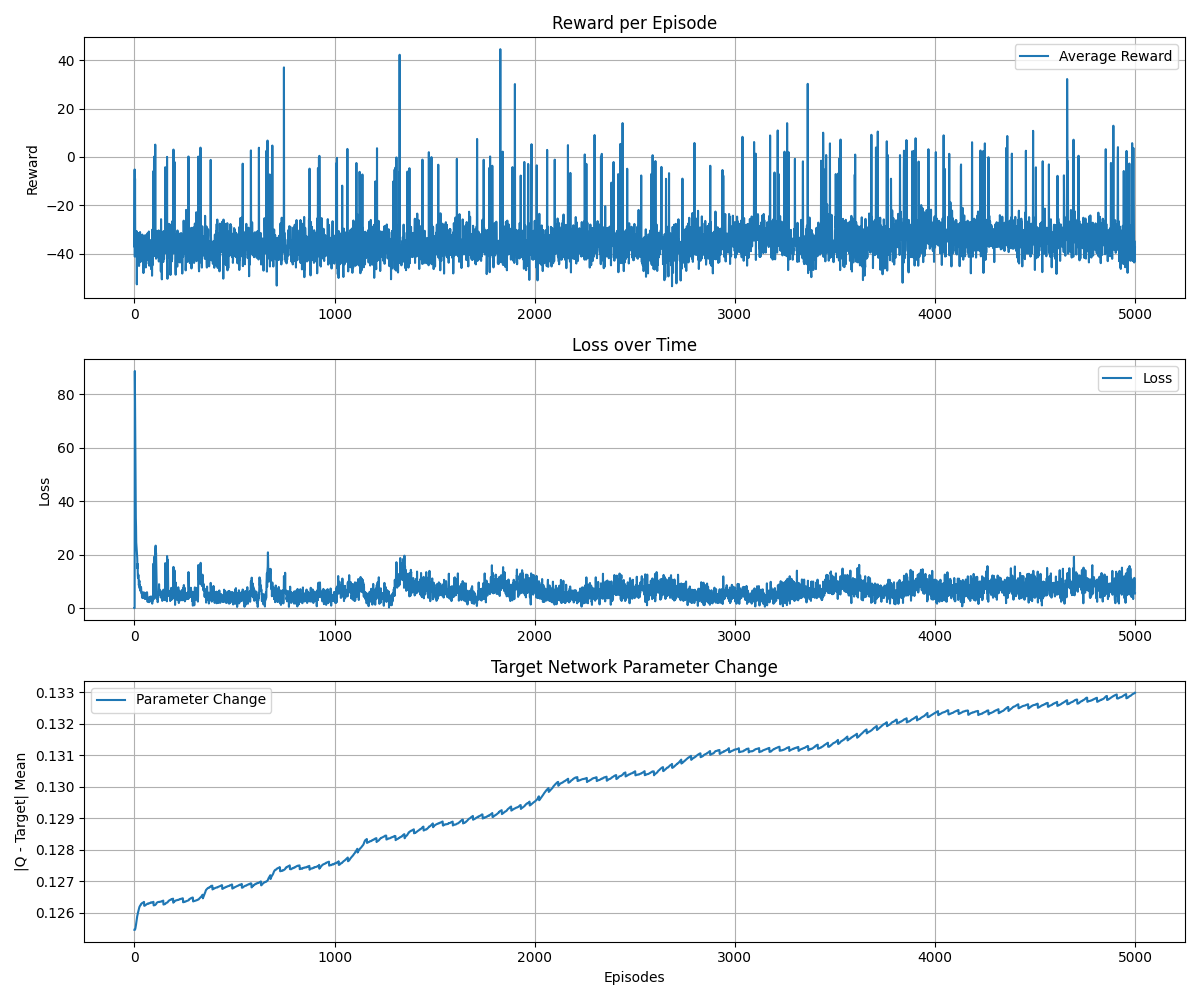 Reward per Episode
Reward
40
20
0
−20
−40
Average Reward
0 1000 2000 3000 4000 5000
Loss over Time
Loss
80
60
40
20
0
Loss
0 1000 2000 3000 4000 5000
Target Network Parameter Change
|Q - Target| Mean
0.133
0.132
0.131
0.130
0.129
0.128
0.127
0.126
Parameter Change
0 1000 2000 3000 4000 5000
Episodes